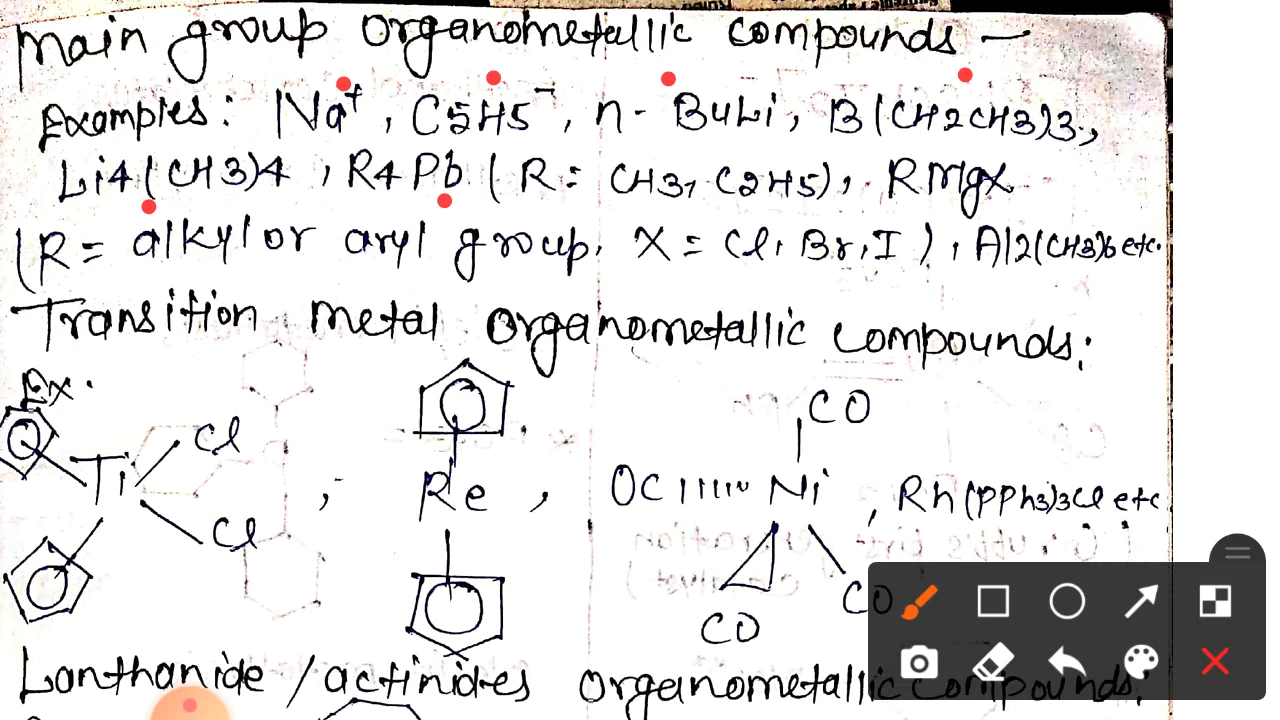 Main group organometallic compounds —
Examples: Na+, C5H5-, n-BuLi, B(CH2CH3)3,
Li4(CH3)4, R4Pb (R = CH3, C2H5), RMgX
(R = alkyl or aryl group, X = Cl, Br, I), Al2(CH3)6 etc.
Transition metal organometallic compounds:
Ex.
Ti Cl Cl , Re , OC Ni CO CO CO , Rh(PPh3)3Cl etc
Lanthanide / actinides organometallic compounds: